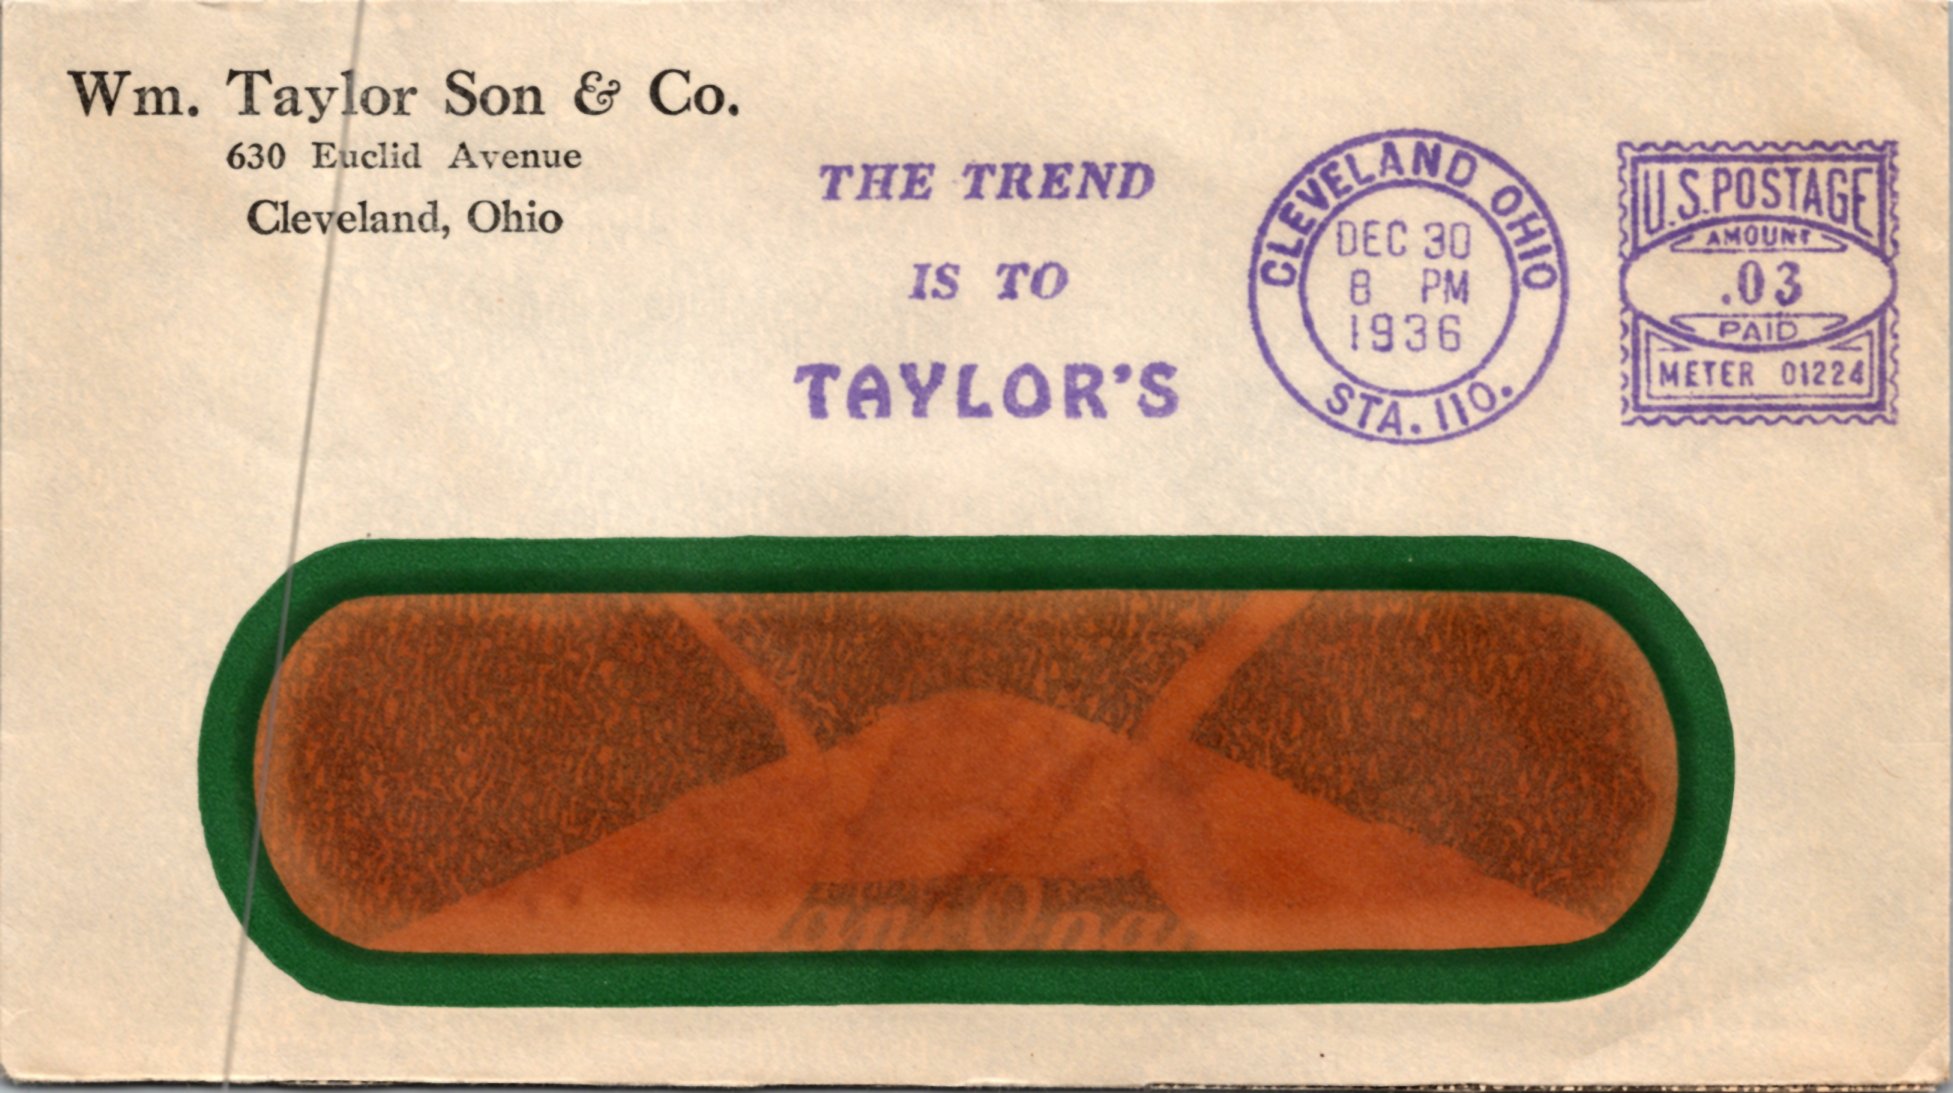 Wm. Taylor Son & Co.
630 Euclid Avenue
Cleveland, Ohio
THE TREND
IS TO
TAYLOR'S
CLEVELAND OHIO
DEC 30
8 PM
1936
STA. 110.
U.S. POSTAGE
AMOUNT
.03
PAID
METER 01224